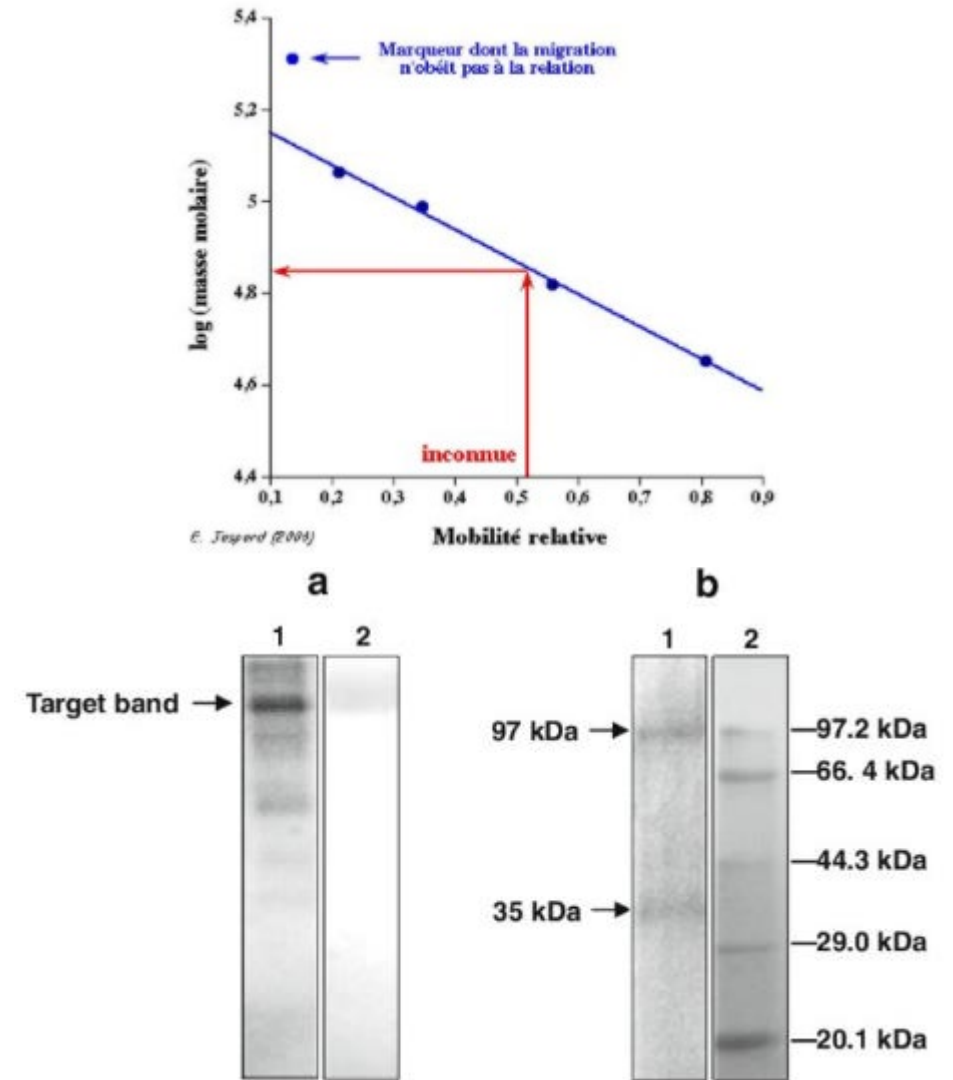 5,4
Marqueur dont la migration
n'obéit pas à la relation
5,2
5
4,8
4,6
4,4
log (masse molaire)
inconnue
0,1 0,2 0,3 0,4 0,5 0,6 0,7 0,8 0,9
E. Jaspard (2006)
Mobilité relative
a
b
1 2
1 2
Target band
97 kDa
35 kDa
97.2 kDa
66. 4 kDa
44.3 kDa
29.0 kDa
20.1 kDa